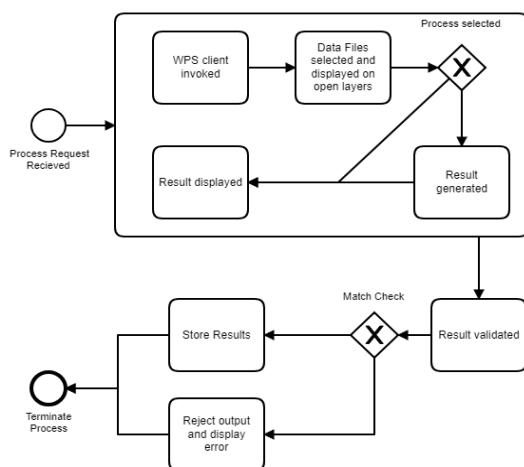 Process selected
WPS client
invoked
Data Files
selected and
displayed on
open layers
Process Request
Recieved
Result displayed
Result
generated
Match Check
Store Results
Result validated
Terminate
Process
Reject output
and display
error